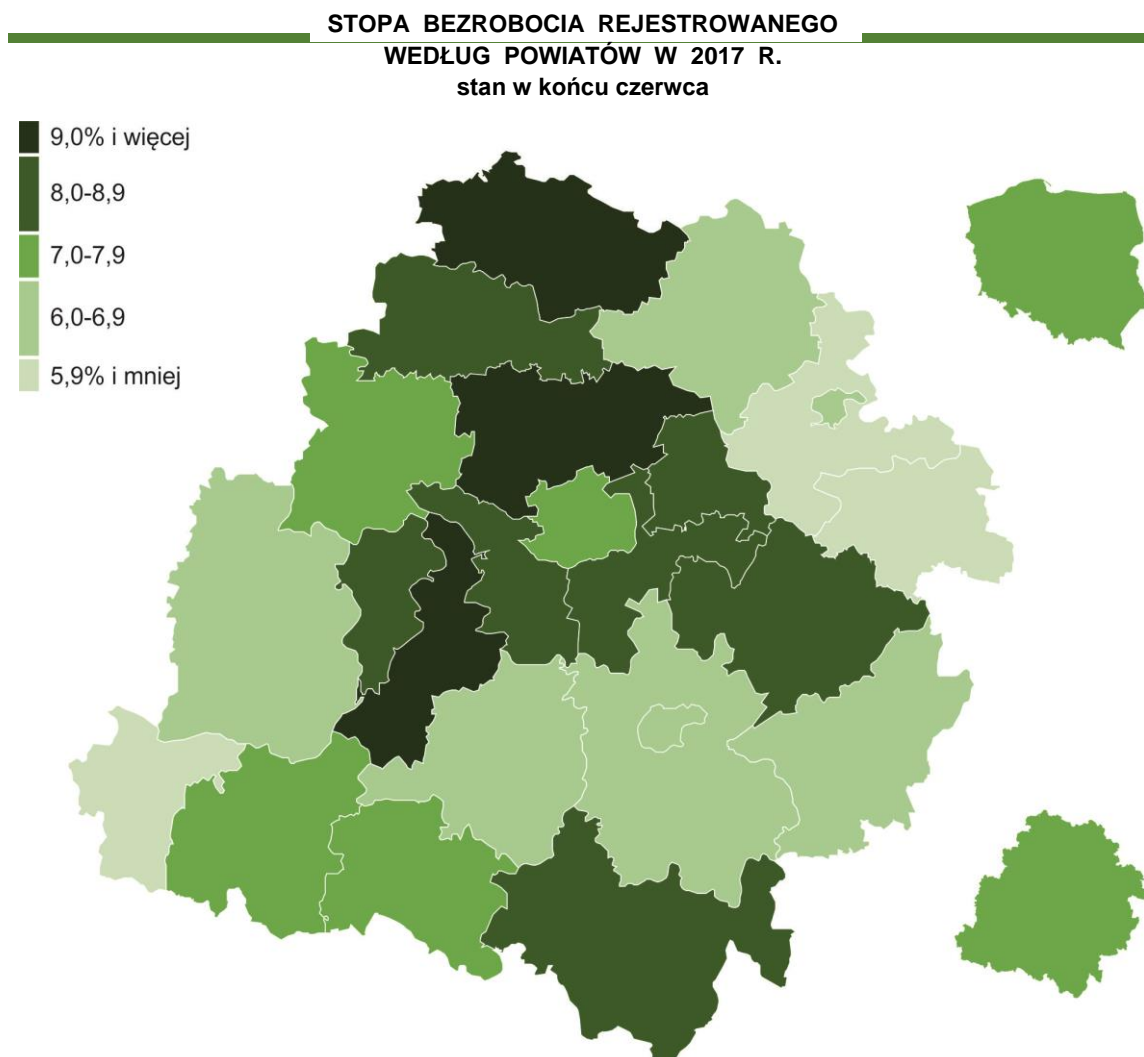 STOPA BEZROBOCIA REJESTROWANEGO
WEDŁUG POWIATÓW W 2017 R.
stan w końcu czerwca
9,0% i więcej
8,0-8,9
7,0-7,9
6,0-6,9
5,9% i mniej